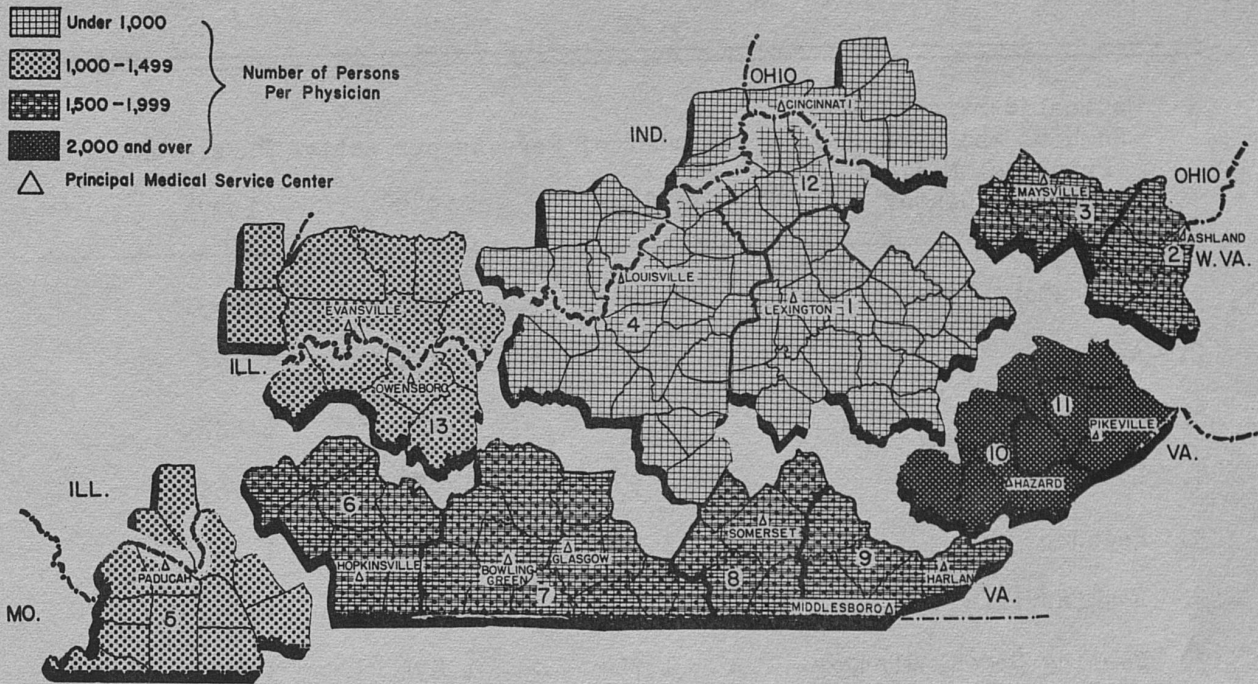 Under 1,000
1,000-1,499
1,500-1,999
2,000 and over
Number of Persons
Per Physician
Principal Medical Service Center
OHIO
CINCINNATI
IND.
12
MAYSVILLE
3
OHIO
ASHLAND
2
W.VA.
LOUISVILLE
4
LEXINGTON
1
EVANSVILLE
ILL.
OWENSBORO
13
11
PIKEVILLE
10
VA.
HAZARD
ILL.
6
SOMERSET
9
PADUCAH
HOPKINSVILLE
BOWLING
GREEN
GLASGOW
8
HARLAN
7
MIDDLESBORO
VA.
MO.
5